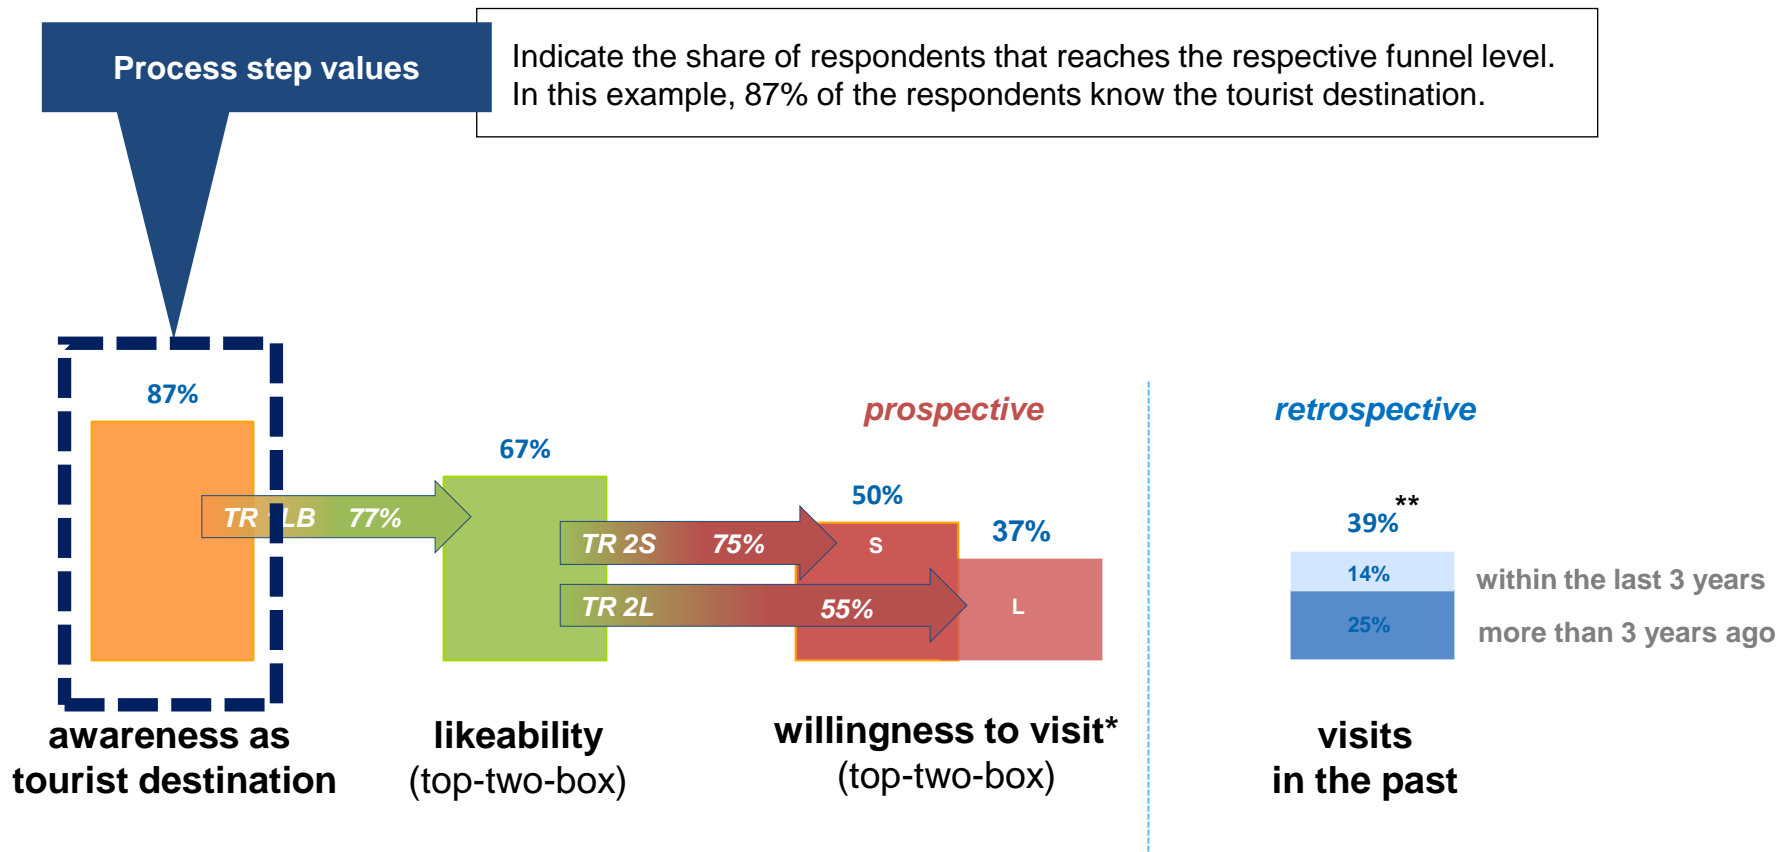 Process step values
Indicate the share of respondents that reaches the respective funnel level.
In this example, 87% of the respondents know the tourist destination.
87%
67%
prospective
retrospective
50%
37%
39%**
TR 1LB 77%
TR 2S 75%
S
TR 2L 55%
L
14%
within the last 3 years
25%
more than 3 years ago
awareness as
tourist destination
likeability
(top-two-box)
willingness to visit*
(top-two-box)
visits
in the past